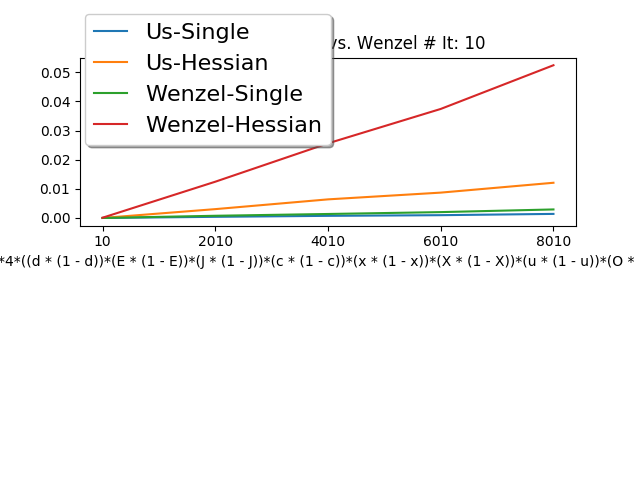 vs. Wenzel # It: 10
Us-Single
Us-Hessian
Wenzel-Single
Wenzel-Hessian
0.05
0.04
0.03
0.02
0.01
0.00
10 2010 4010 6010 8010
*4*((d * (1 - d))*(E * (1 - E))*(J * (1 - J))*(c * (1 - c))*(x * (1 - x))*(X * (1 - X))*(u * (1 - u))*(O *